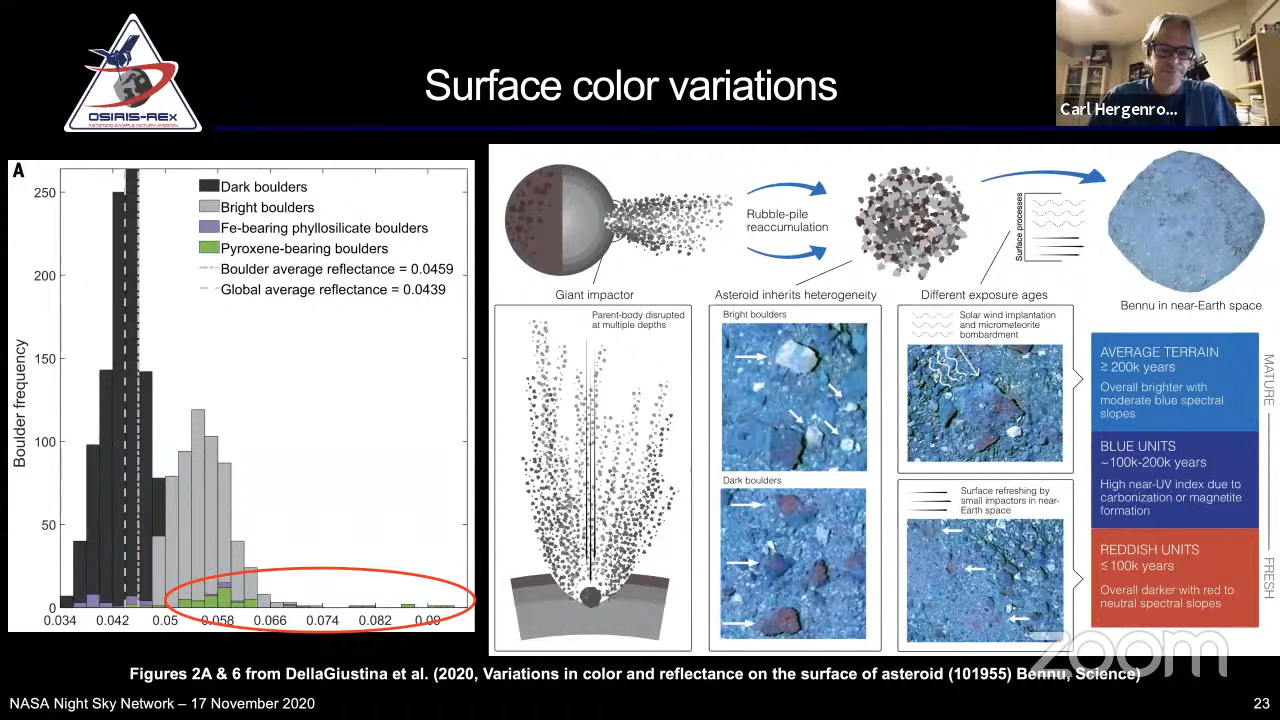 OSIRIS-REx
ASTEROID SAMPLE RETURN MISSION
Surface color variations
Carl Hergenro...
A
Dark boulders
Bright boulders
Fe-bearing phyllosilicate boulders
Pyroxene-bearing boulders
Boulder average reflectance = 0.0459
Global average reflectance = 0.0439
Boulder frequency
250
200
150
100
50
0
0.034
0.042
0.05
0.058
0.066
0.074
0.082
0.09
Rubble-pile
reaccumulation
Surface processes
Giant impactor
Asteroid inherits heterogeneity
Different exposure ages
Bennu in near-Earth space
Parent-body disrupted
at multiple depths
Bright boulders
Dark boulders
Solar wind implantation
and micrometeorite
bombardment
Surface refreshing by
small impactors in near-
Earth space
AVERAGE TERRAIN
≥ 200k years
Overall brighter with
moderate blue spectral
slopes
BLUE UNITS
~100k-200k years
High near-UV index due to
carbonization or magnetite
formation
REDDISH UNITS
≤ 100k years
Overall darker with red to
neutral spectral slopes
MATURE
FRESH
zoom
Figures 2A & 6 from DellaGiustina et al. (2020, Variations in color and reflectance on the surface of asteroid (101955) Bennu, Science)
NASA Night Sky Network – 17 November 2020
23